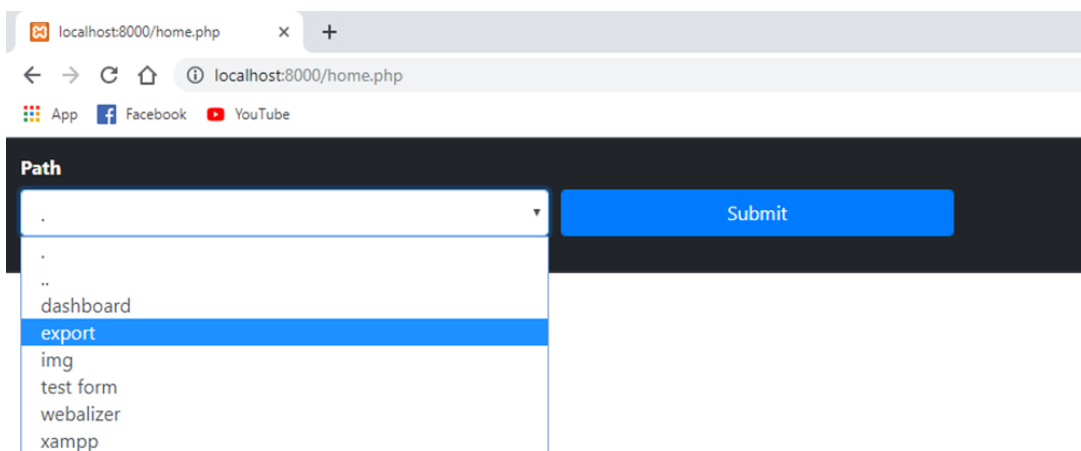 localhost:8000/home.php
localhost:8000/home.php
App Facebook YouTube
Path
. Submit
.
..
dashboard
export
img
test form
webalizer
xampp